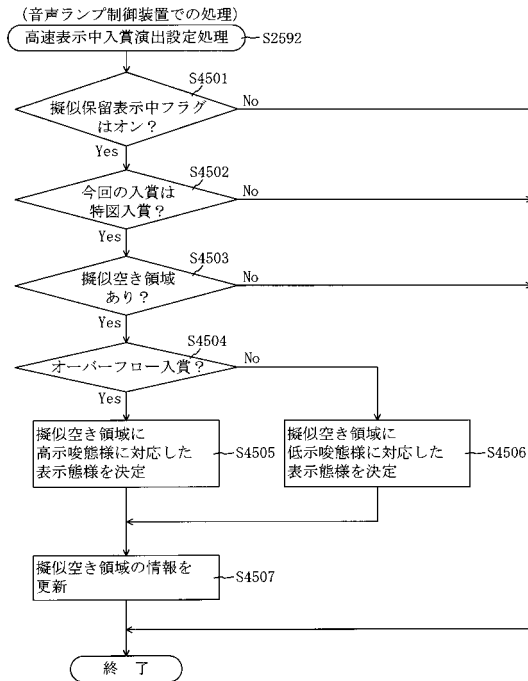 (音声ランプ制御装置での処理)
高速表示中入賞演出設定処理
S2592
S4501
擬似保留表示中フラグ
はオン？
No
Yes
S4502
今回の入賞は
特図入賞？
No
Yes
S4503
擬似空き領域
あり？
No
Yes
S4504
オーバーフロー入賞？
No
Yes
擬似空き領域に
高示唆態様に対応した
表示態様を決定
S4505
擬似空き領域に
低示唆態様に対応した
表示態様を決定
S4506
擬似空き領域の情報を
更新
S4507
終 了